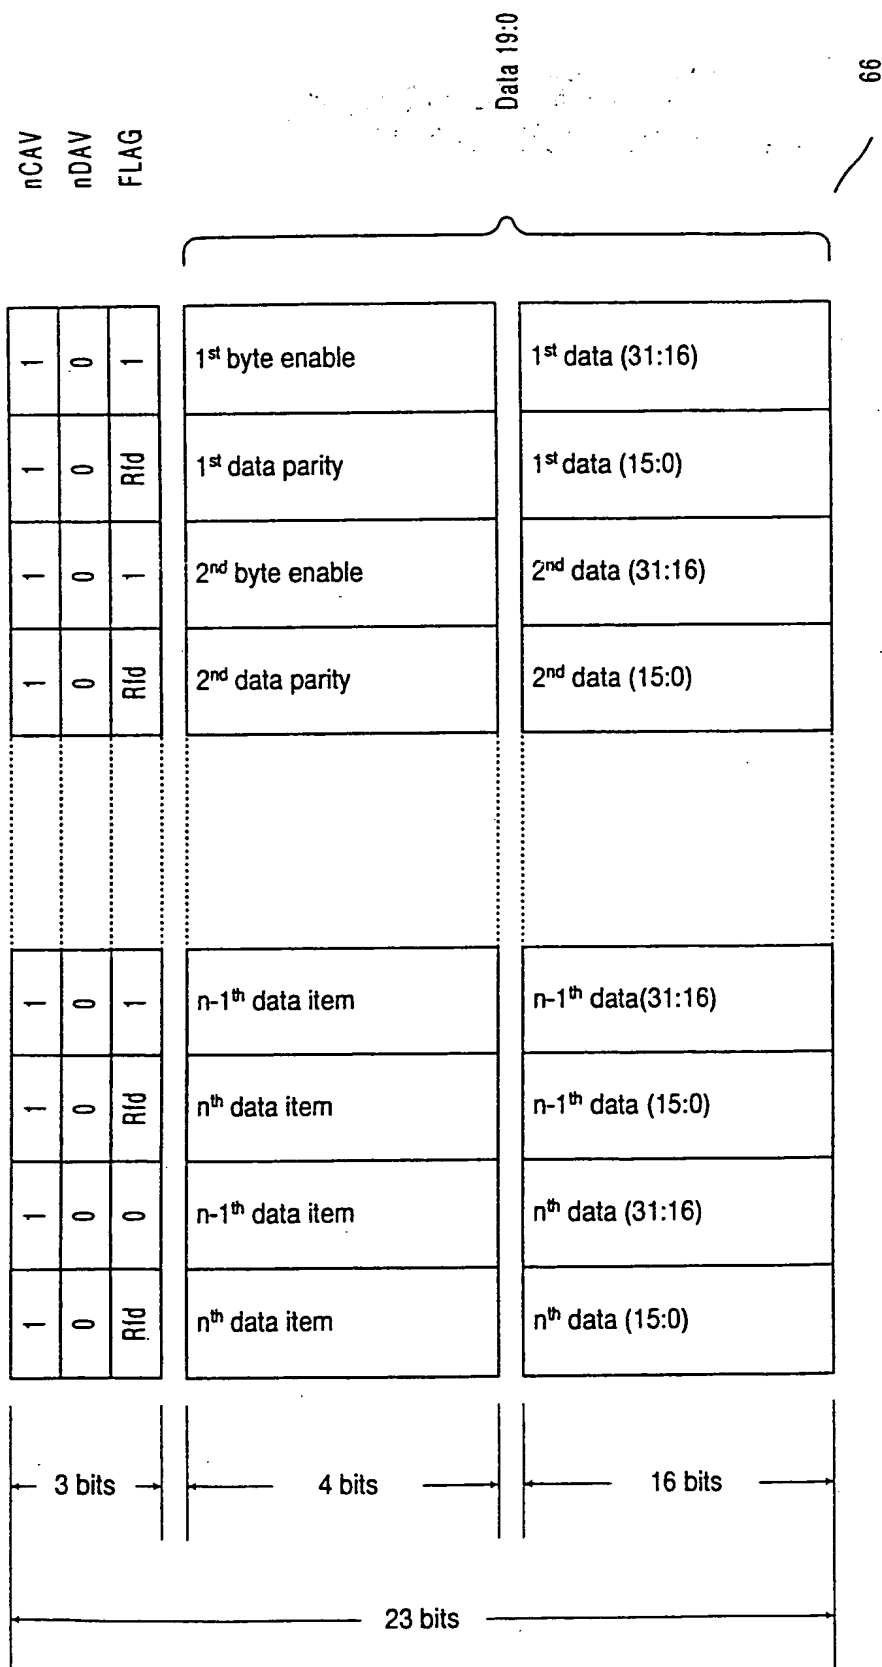 Data 19:0
66
nCAV nDAV FLAG
1 0 1 1st byte enable 1st data (31:16)
1 0 Rfd 1st data parity 1st data (15:0)
1 0 1 2nd byte enable 2nd data (31:16)
1 0 Rfd 2nd data parity 2nd data (15:0)
1 0 1 n-1th data item n-1th data(31:16)
1 0 Rfd nth data item n-1th data (15:0)
1 0 0 n-1th data item nth data (31:16)
1 0 Rfd nth data item nth data (15:0)
3 bits 4 bits 16 bits
23 bits